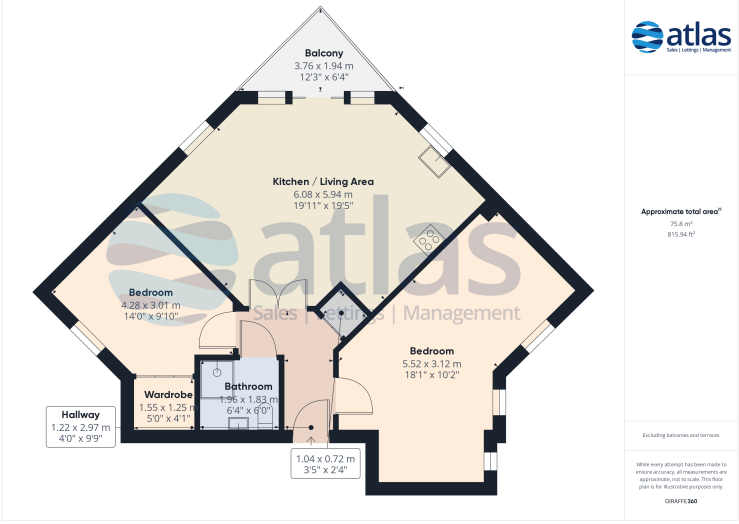 Balcony
3.76 x 1.94 m
12'3" x 6'4"
Kitchen / Living Area
6.08 x 5.94 m
19'11" x 19'5"
atlas
Sales | Lettings | Management
Bedroom
4.28 x 3.01 m
14'0" x 9'10"
Bedroom
5.52 x 3.12 m
18'1" x 10'2"
Bathroom
1.96 x 1.83 m
6'4" x 6'0"
Wardrobe
1.55 x 1.25 m
5'0" x 4'1"
Hallway
1.22 x 2.97 m
4'0" x 9'9"
1.04 x 0.72 m
3'5" x 2'4"
atlas
Sales | Lettings | Management
Approximate total area⁽¹⁾
75.8 m²
815.94 ft²
Excluding balconies and terraces
While every attempt has been made to
ensure accuracy, all measurements are
approximate, not to scale. This floor
plan is for illustrative purposes only.
GIRAFFE360